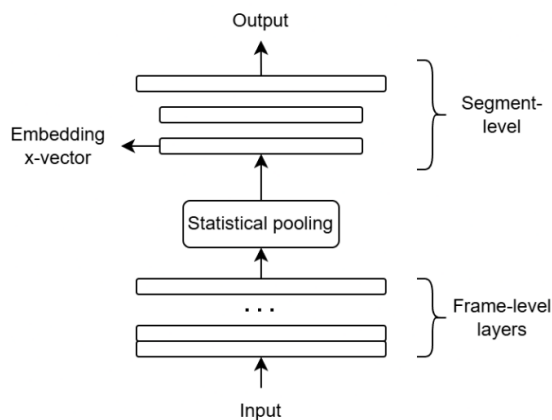 Output
Segment-
level
Embedding
x-vector
Statistical pooling
...
Frame-level
layers
Input